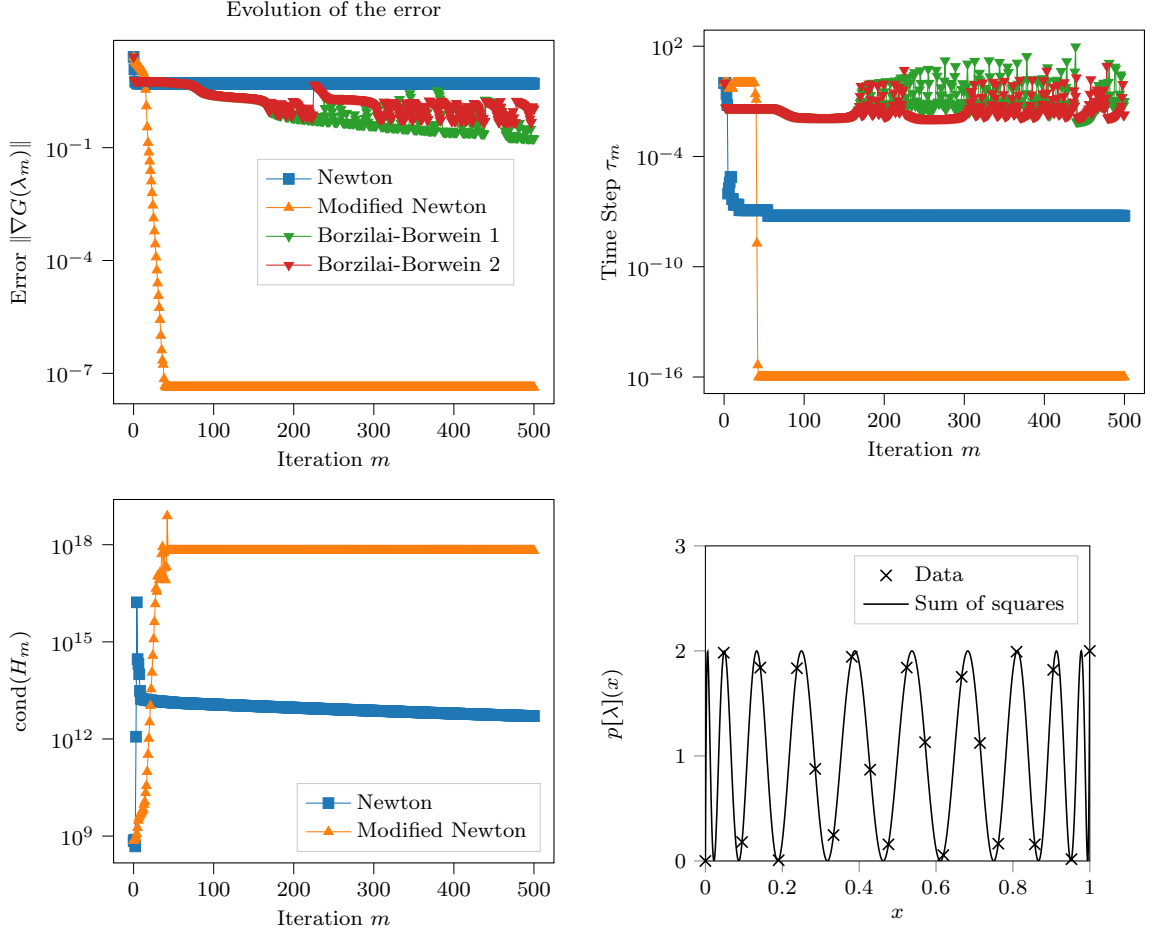 Evolution of the error
Error ‖∇G(λ_m)‖
10^−1
10^−4
10^−7
Newton
Modified Newton
Borzilai-Borwein 1
Borzilai-Borwein 2
0 100 200 300 400 500
Iteration m
Time Step τ_m
10^2
10^−4
10^−10
10^−16
0 100 200 300 400 500
Iteration m
cond(H_m)
10^18
10^15
10^12
10^9
Newton
Modified Newton
0 100 200 300 400 500
Iteration m
p[λ](x)
3
2
1
0
Data
Sum of squares
0 0.2 0.4 0.6 0.8 1
x